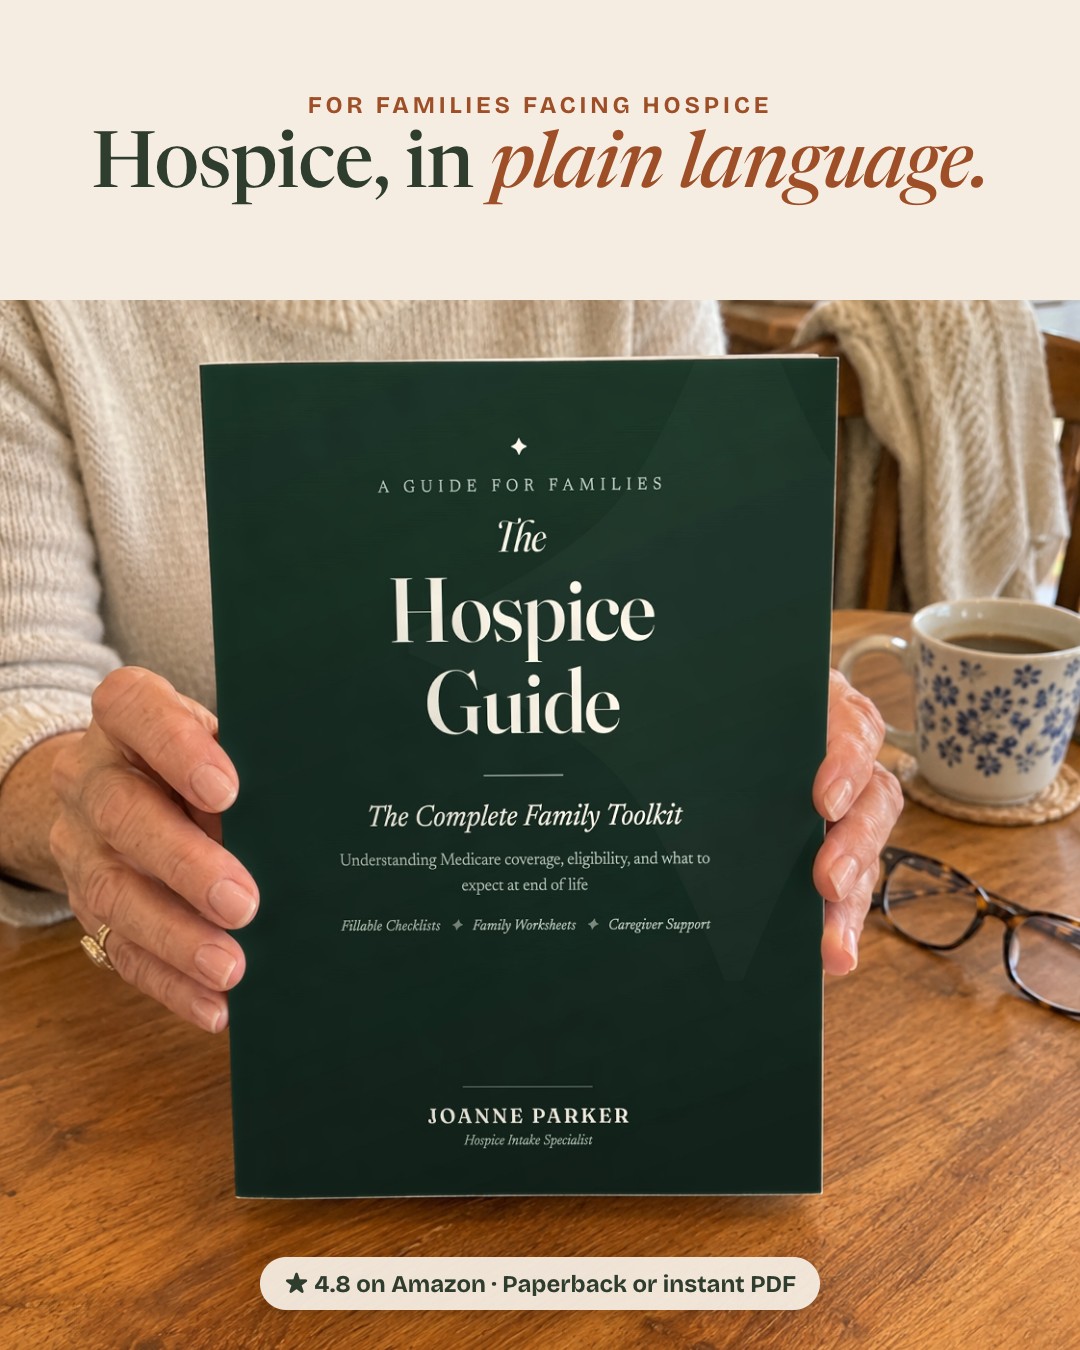 FOR FAMILIES FACING HOSPICE
Hospice, in plain language.
A GUIDE FOR FAMILIES
The
Hospice
Guide
The Complete Family Toolkit
Understanding Medicare coverage, eligibility, and what to
expect at end of life
Fillable Checklists ✦ Family Worksheets ✦ Caregiver Support
JOANNE PARKER
Hospice Intake Specialist
★ 4.8 on Amazon · Paperback or instant PDF